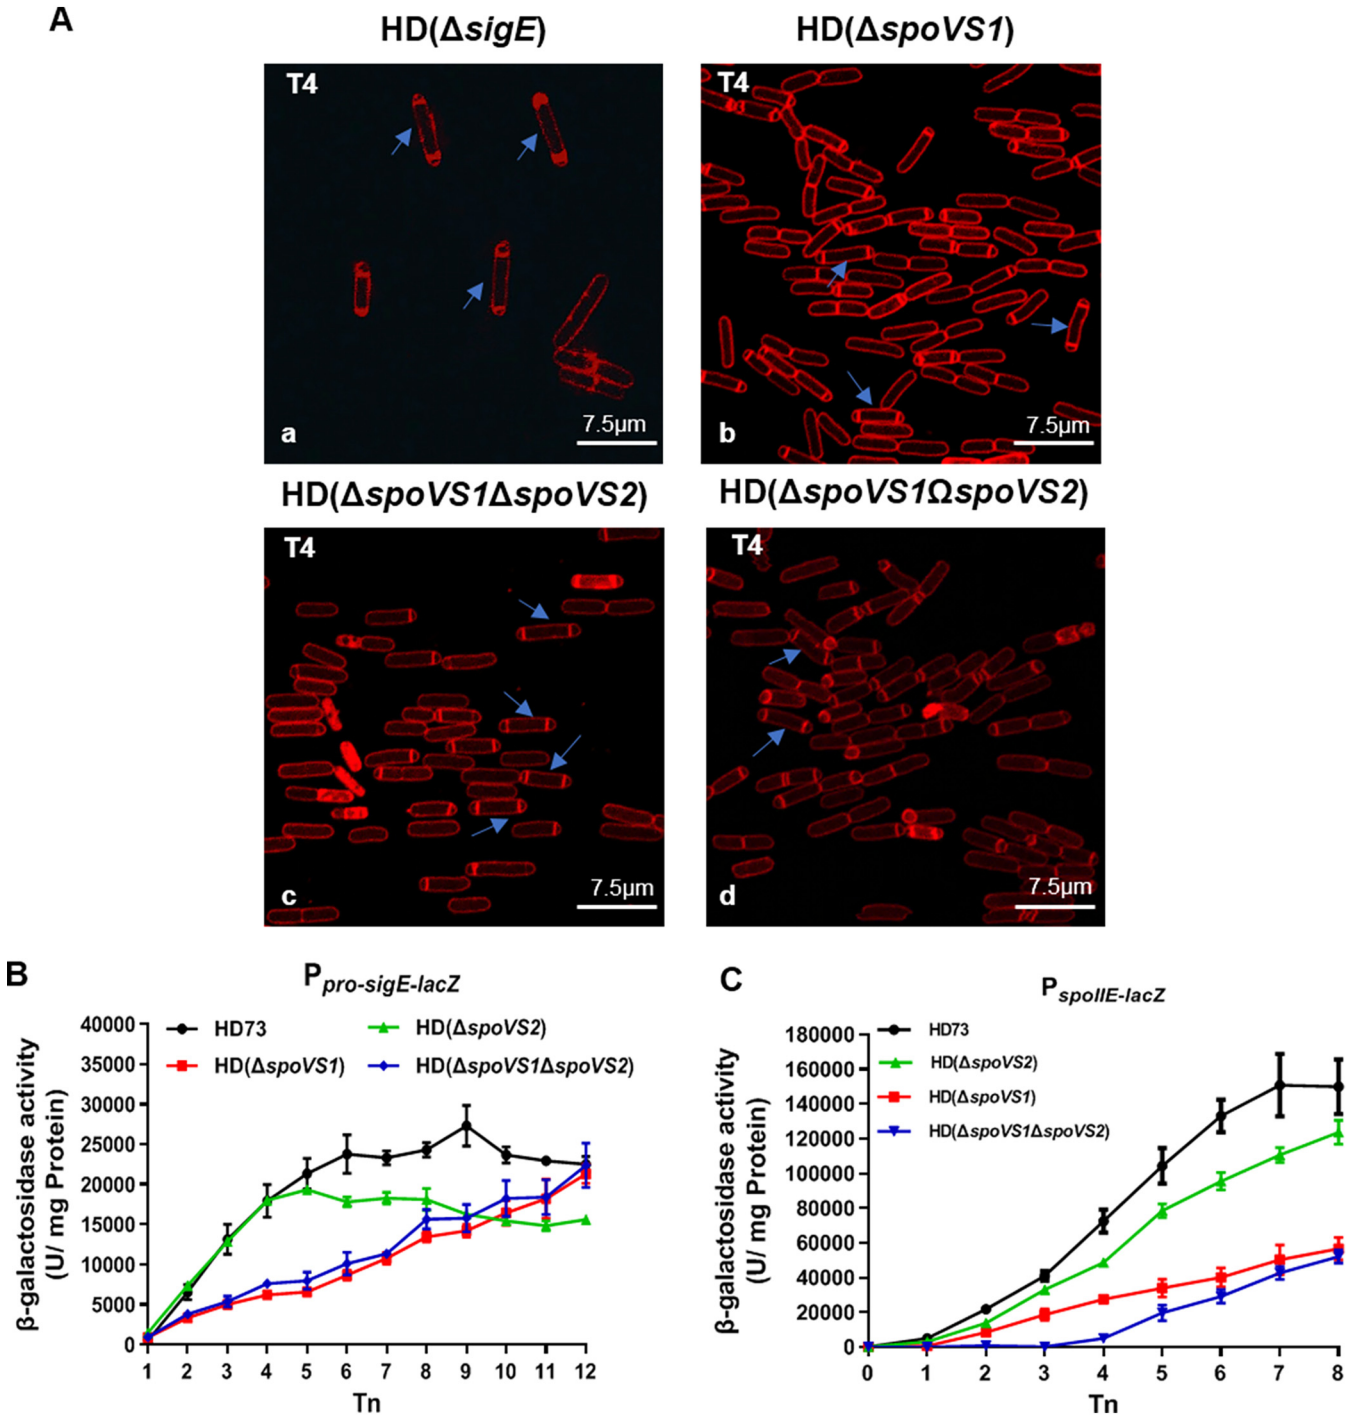 A
HD(ΔsigE)
HD(ΔspoVS1)
T4
T4
a
7.5µm
b
7.5µm
HD(ΔspoVS1ΔspoVS2)
HD(ΔspoVS1ΩspoVS2)
T4
T4
c
7.5µm
d
7.5µm
B
P pro-sigE-lacZ
HD73
HD(ΔspoVS2)
HD(ΔspoVS1)
HD(ΔspoVS1ΔspoVS2)
β-galactosidase activity
(U/ mg Protein)
40000
35000
30000
25000
20000
15000
10000
5000
0
1 2 3 4 5 6 7 8 9 10 11 12
Tn
C
P spoIIE-lacZ
HD73
HD(ΔspoVS2)
HD(ΔspoVS1)
HD(ΔspoVS1ΔspoVS2)
β-galactosidase activity
(U/ mg Protein)
180000
160000
140000
120000
100000
80000
60000
40000
20000
0
0 1 2 3 4 5 6 7 8
Tn